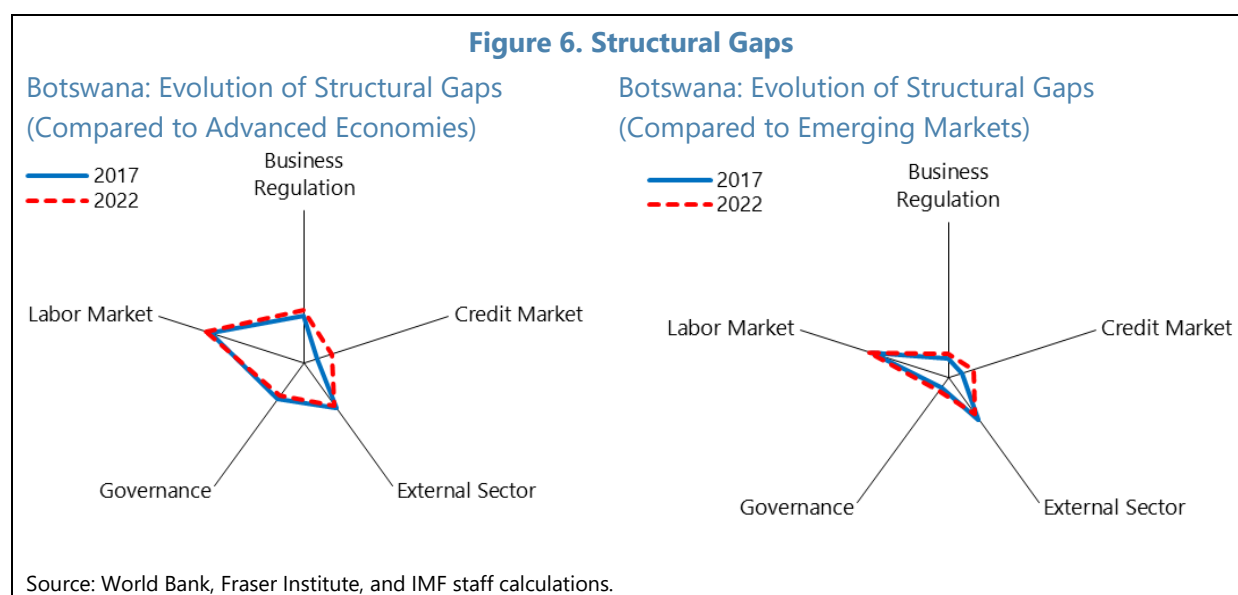 Figure 6. Structural Gaps
Botswana: Evolution of Structural Gaps
(Compared to Advanced Economies)
2017
2022
Business
Regulation
Labor Market
Credit Market
Governance
External Sector
Botswana: Evolution of Structural Gaps
(Compared to Emerging Markets)
2017
2022
Business
Regulation
Labor Market
Credit Market
Governance
External Sector
Source: World Bank, Fraser Institute, and IMF staff calculations.